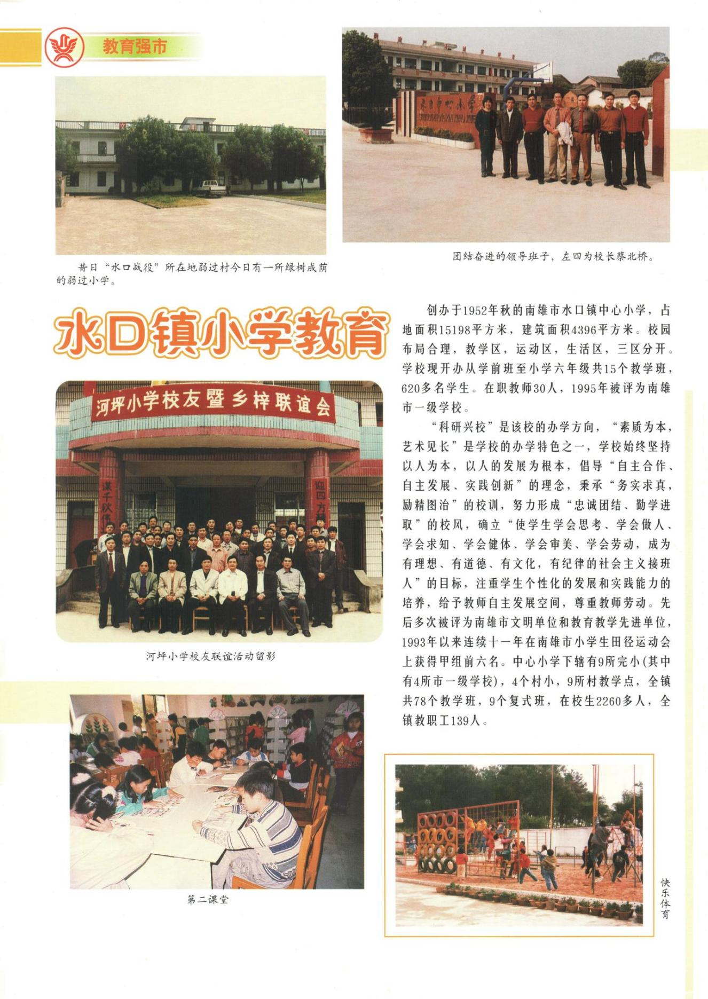 教育强市
昔日“水口战役”所在地弱过村今日有一所绿树成荫
的弱过小学。
团结奋进的领导班子，左四为校长蔡北桥。
水口镇小学教育
河坪小学校友暨乡梓联谊会
谋千秋伟
迎四方
河坪小学校友联谊活动留影
创办于1952年秋的南雄市水口镇中心小学，占
地面积15198平方米，建筑面积4396平方米。校园
布局合理，教学区，运动区，生活区，三区分开。
学校现开办从学前班至小学六年级共15个教学班，
620多名学生。在职教师30人，1995年被评为南雄
市一级学校。
“科研兴校”是该校的办学方向，“素质为本，
艺术见长”是学校的办学特色之一，学校始终坚持
以人为本，以人的发展为根本，倡导“自主合作、
自主发展、实践创新”的理念，秉承“务实求真，
励精图治”的校训，努力形成“忠诚团结、勤学进
取”的校风，确立“使学生学会思考、学会做人、
学会求知、学会健体、学会审美、学会劳动，成为
有理想、有道德、有文化，有纪律的社会主义接班
人”的目标，注重学生个性化的发展和实践能力的
培养，给予教师自主发展空间，尊重教师劳动。先
后多次被评为南雄市文明单位和教育教学先进单位，
1993年以来连续十一年在南雄市小学生田径运动会
上获得甲组前六名。中心小学下辖有9所完小(其中
有4所市一级学校)，4个村小，9所村教学点，全镇
共78个教学班，9个复式班，在校生2260多人，全
镇教职工139人。
第二课堂
快乐体育